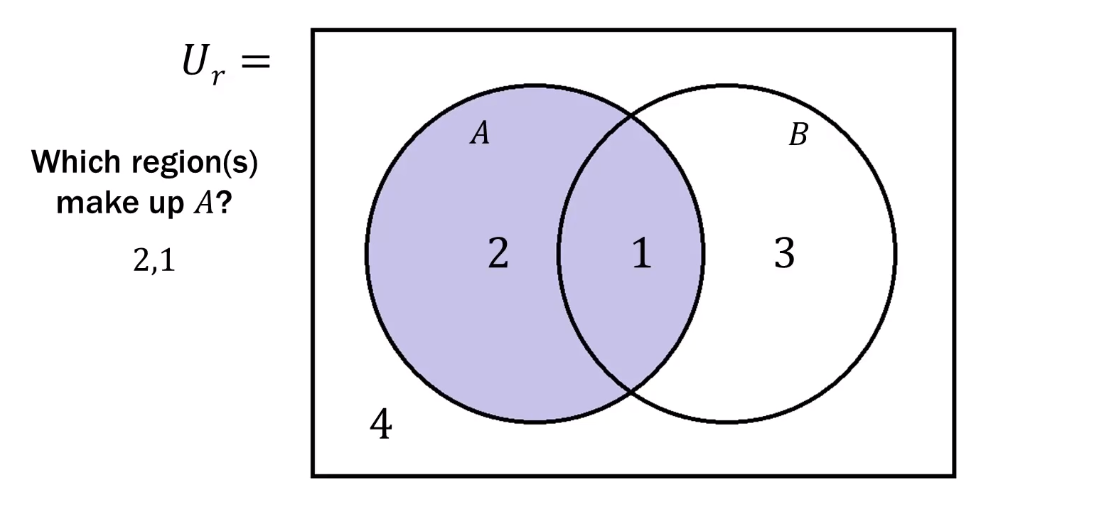 U_r =
Which region(s)
make up A?
2,1
A
B
2
1
3
4